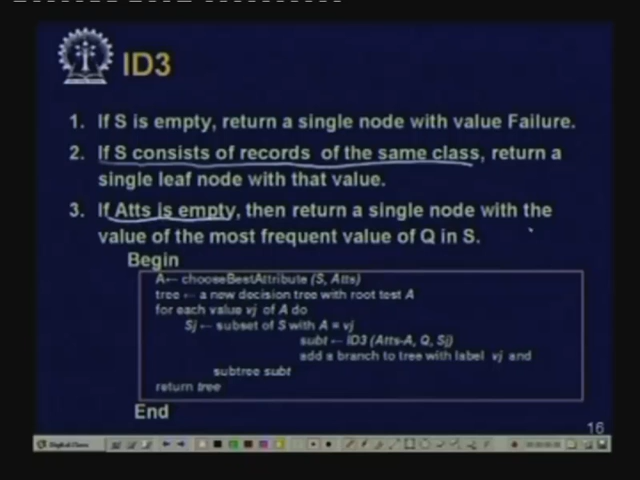 ID3
1. If S is empty, return a single node with value Failure.
2. If S consists of records of the same class, return a
single leaf node with that value.
3. If Atts is empty, then return a single node with the
value of the most frequent value of Q in S.
Begin
A← chooseBestAttribute (S, Atts)
tree ← a new decision tree with root test A
for each value vj of A do
Sj ← subset of S with A = vj
subt ← ID3 (Atts-A, Q, Sj)
add a branch to tree with label vj and
subtree subt
return tree
End
16